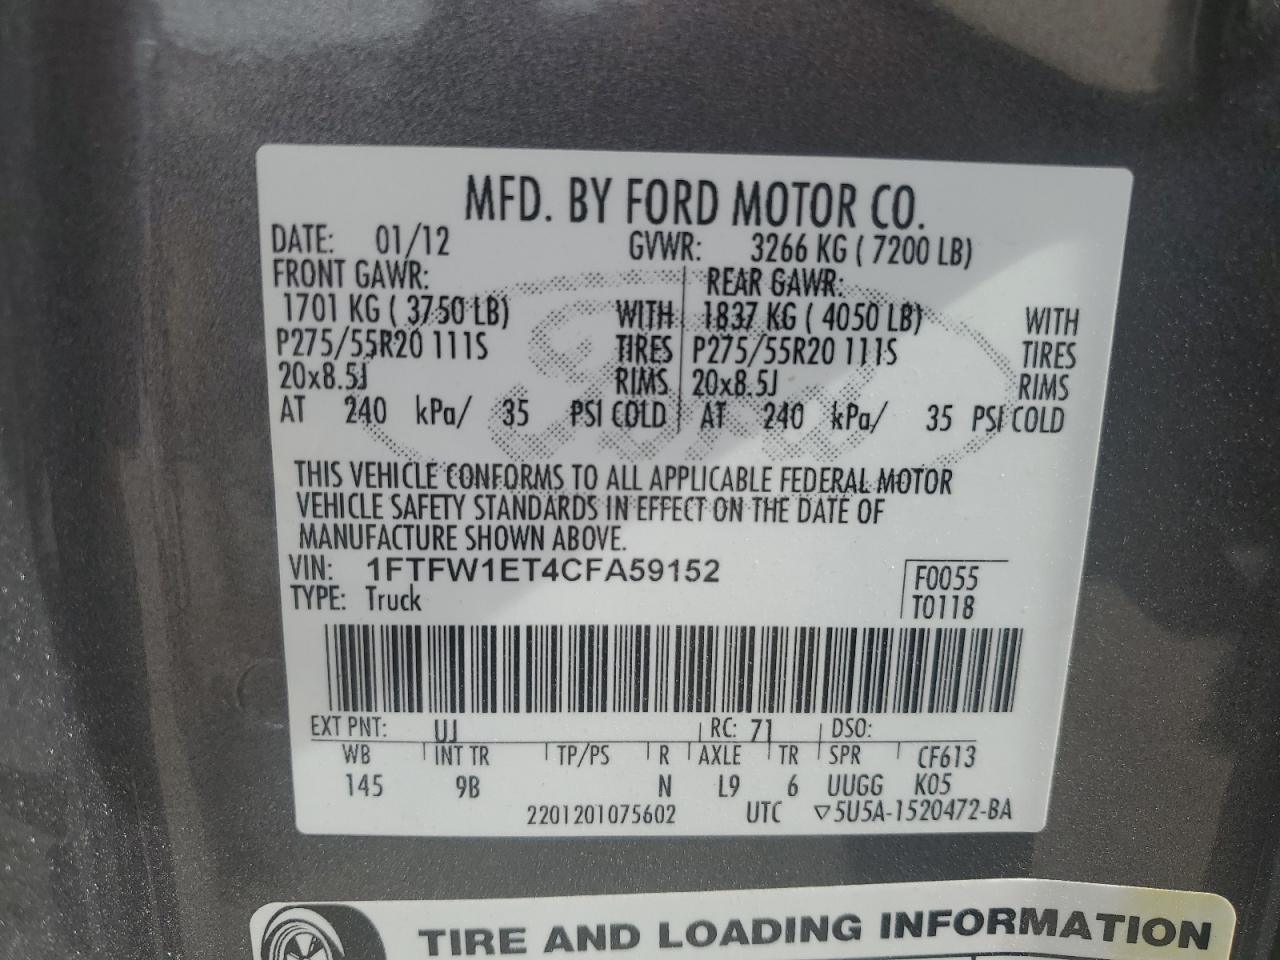 MFD. BY FORD MOTOR CO.
DATE: 01/12 GVWR: 3266 KG ( 7200 LB)
FRONT GAWR: REAR GAWR:
1701 KG ( 3750 LB) WITH 1837 KG ( 4050 LB) WITH
P275/55R20 111S TIRES P275/55R20 111S TIRES
20x8.5J RIMS 20x8.5J RIMS
AT 240 kPa/ 35 PSI COLD AT 240 kPa/ 35 PSI COLD
THIS VEHICLE CONFORMS TO ALL APPLICABLE FEDERAL MOTOR
VEHICLE SAFETY STANDARDS IN EFFECT ON THE DATE OF
MANUFACTURE SHOWN ABOVE.
VIN: 1FTFW1ET4CFA59152 F0055
TYPE: Truck T0118
EXT PNT: UJ RC: 71 DSO:
WB INT TR TP/PS R AXLE TR SPR CF613
145 9B N L9 6 UUGG K05
2201201075602 UTC ▽5U5A-1520472-BA
TIRE AND LOADING INFORMATION